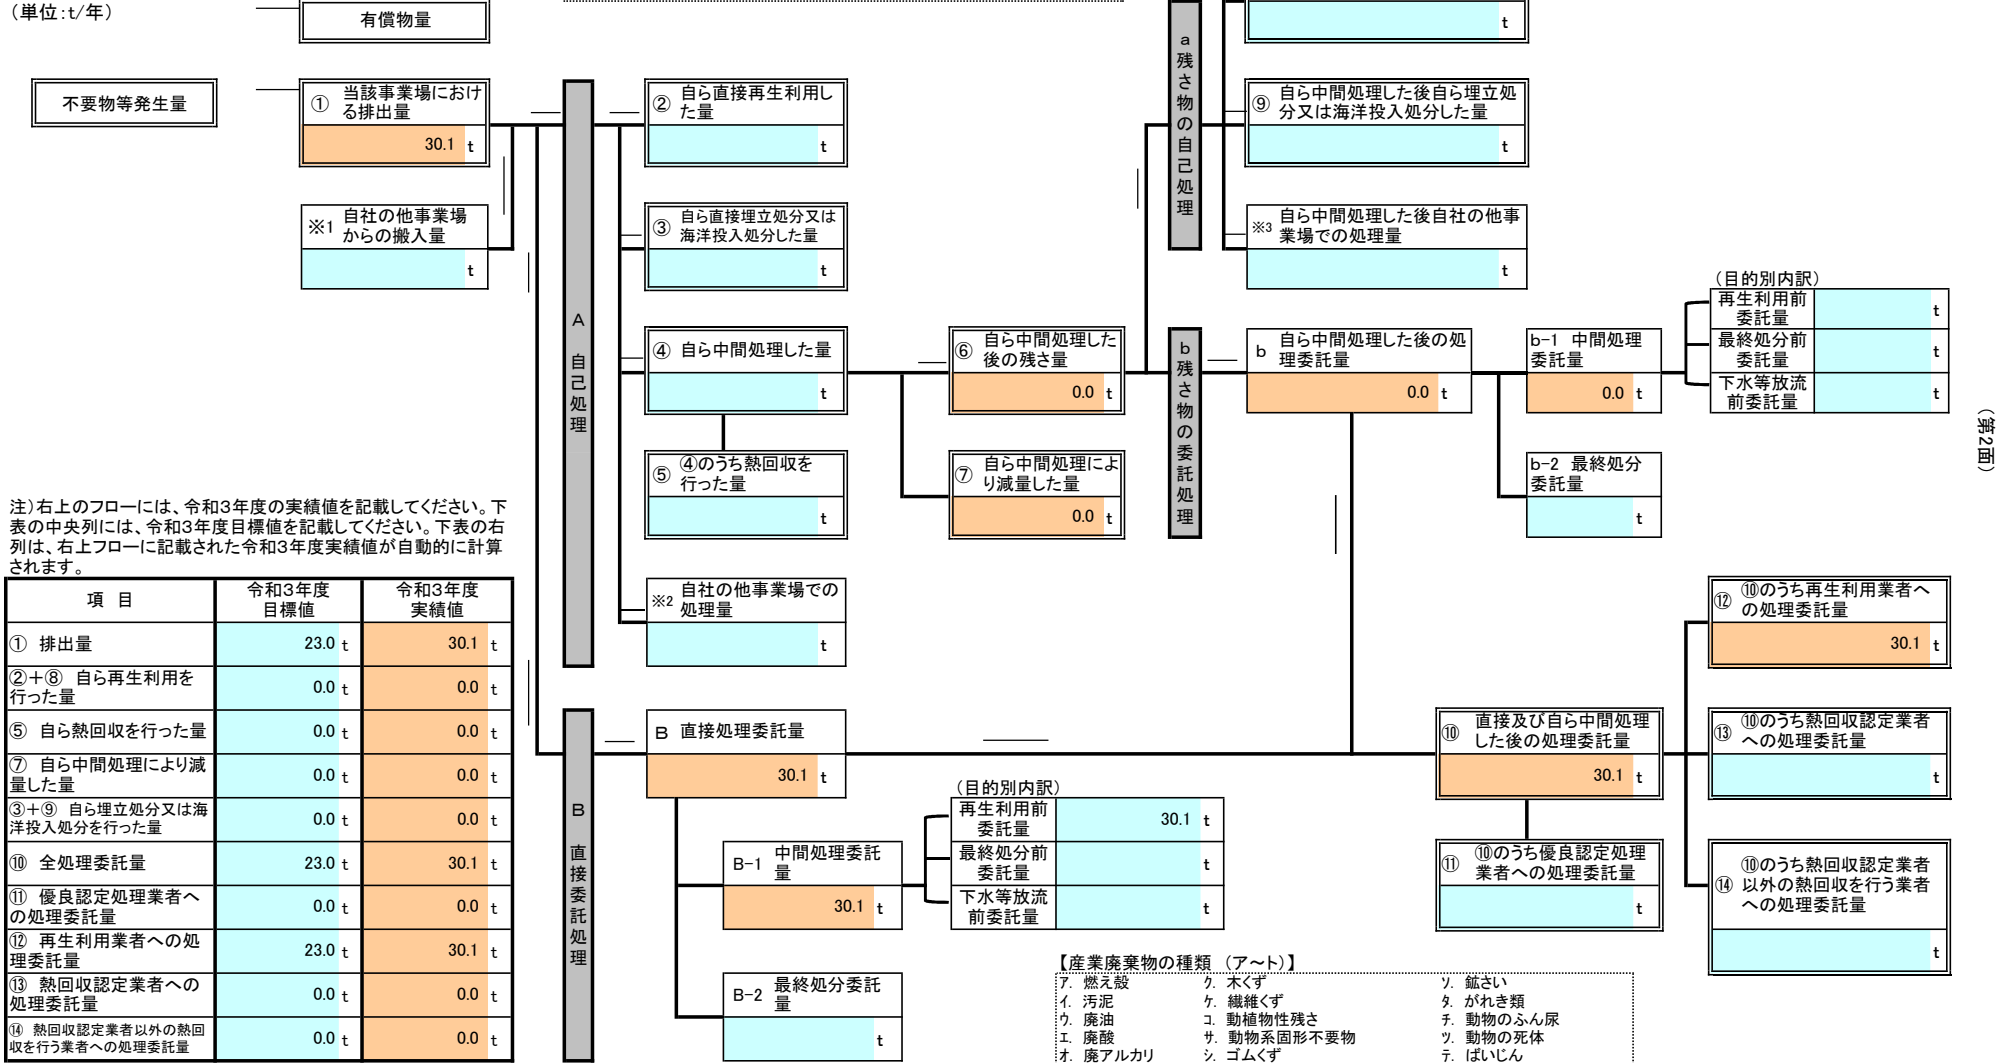 （単位：t/年）
有償物量
不要物等発生量
① 当該事業場におけ
る排出量
30.1 t
※1 自社の他事業場
からの搬入量
t
A 自己処理
② 自ら直接再生利用し
た量
t
③ 自ら直接埋立処分又は
海洋投入処分した量
t
④ 自ら中間処理した量
t
⑤ ④のうち熱回収を
行った量
t
※2 自社の他事業場での
処理量
t
⑥ 自ら中間処理した
後の残さ量
0.0 t
⑦ 自ら中間処理によ
り減量した量
0.0 t
a残さ物の自己処理
t
⑨ 自ら中間処理した後自ら埋立処
分又は海洋投入処分した量
t
※3 自ら中間処理した後自社の他事
業場での処理量
t
b残さ物の委託処理
b 自ら中間処理した後の処
理委託量
0.0 t
b-1 中間処理
委託量
0.0 t
（目的別内訳）
再生利用前
委託量 t
最終処分前
委託量 t
下水等放流
前委託量 t
b-2 最終処分
委託量
t
（第2面）
注）右上のフローには、令和3年度の実績値を記載してください。下
表の中央列には、令和3年度目標値を記載してください。下表の右
列は、右上フローに記載された令和3年度実績値が自動的に計算
されます。
項 目 令和3年度 目標値 令和3年度 実績値
① 排出量 23.0 t 30.1 t
②＋⑧ 自ら再生利用を
行った量 0.0 t 0.0 t
⑤ 自ら熱回収を行った量 0.0 t 0.0 t
⑦ 自ら中間処理により減
量した量 0.0 t 0.0 t
③＋⑨ 自ら埋立処分又は海
洋投入処分を行った量 0.0 t 0.0 t
⑩ 全処理委託量 23.0 t 30.1 t
⑪ 優良認定処理業者へ
の処理委託量 0.0 t 0.0 t
⑫ 再生利用業者への処
理委託量 23.0 t 30.1 t
⑬ 熱回収認定業者への
処理委託量 0.0 t 0.0 t
⑭ 熱回収認定業者以外の熱回
収を行う業者への処理委託量 0.0 t 0.0 t
B 直接委託処理
B 直接処理委託量
30.1 t
B-1 中間処理委託
量
30.1 t
（目的別内訳）
再生利用前
委託量 30.1 t
最終処分前
委託量 t
下水等放流
前委託量 t
B-2 最終処分委託
量
t
⑩ 直接及び自ら中間処理
した後の処理委託量
30.1 t
⑪ ⑩のうち優良認定処理
業者への処理委託量
t
⑫ ⑩のうち再生利用業者へ
の処理委託量
30.1 t
⑬ ⑩のうち熱回収認定業者
への処理委託量
t
⑭ ⑩のうち熱回収認定業者
以外の熱回収を行う業者
への処理委託量
t
【産業廃棄物の種類 （ア～ト）】
ア. 燃え殻 ク. 木くず ソ. 鉱さい
イ. 汚泥 ケ. 繊維くず タ. がれき類
ウ. 廃油 コ. 動植物性残さ チ. 動物のふん尿
エ. 廃酸 サ. 動物系固形不要物 ツ. 動物の死体
オ. 廃アルカリ シ. ゴムくず テ. ばいじん